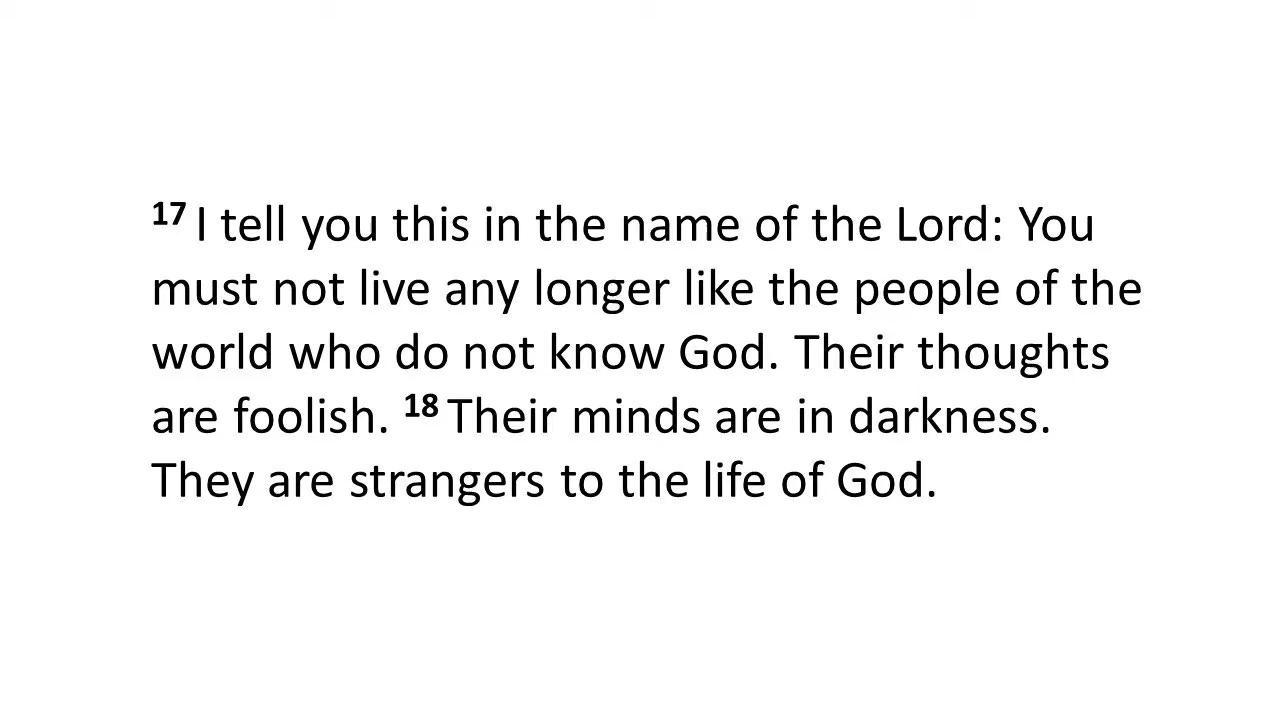 17 I tell you this in the name of the Lord: You
must not live any longer like the people of the
world who do not know God. Their thoughts
are foolish. 18 Their minds are in darkness.
They are strangers to the life of God.